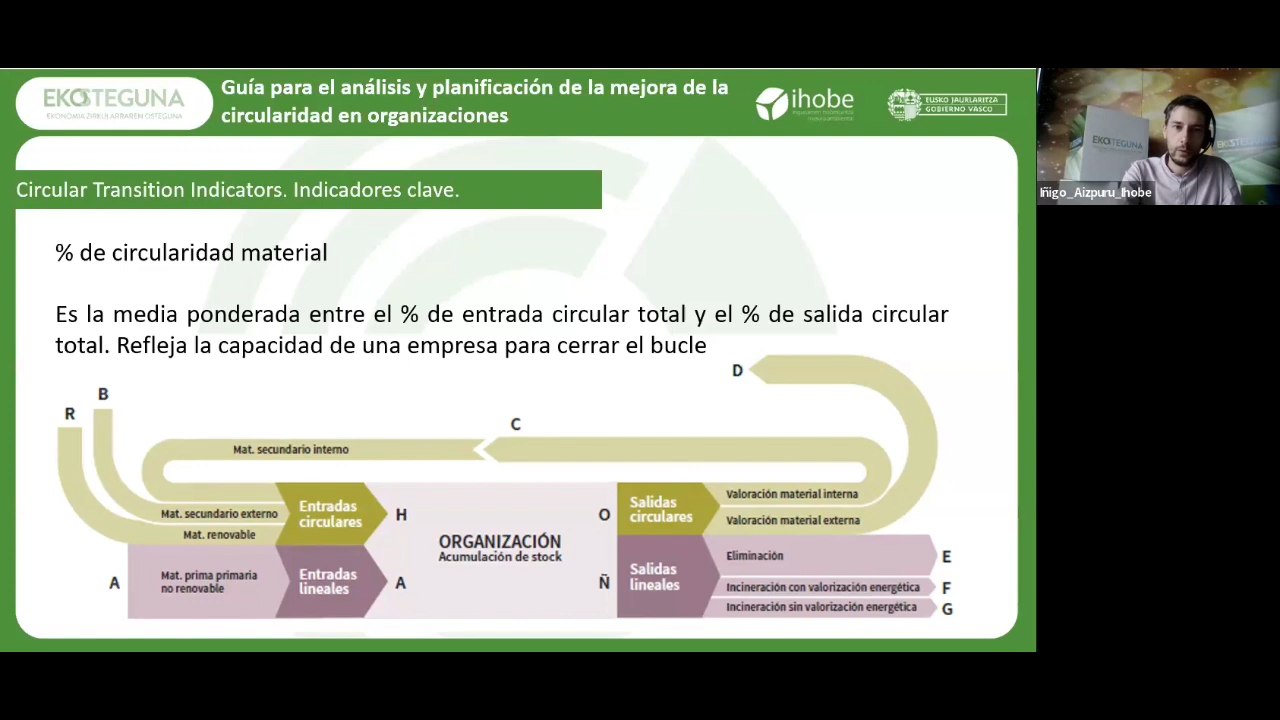 EKOSTEGUNA
EKONOMIA ZIRKULARRAREN OSTEGUNA
Guía para el análisis y planificación de la mejora de la
circularidad en organizaciones
ihobe
EUSKO JAURLARITZA
GOBIERNO VASCO
EKOSTEGUNA
Iñigo_Aizpuru_Ihobe
Circular Transition Indicators. Indicadores clave.
% de circularidad material
Es la media ponderada entre el % de entrada circular total y el % de salida circular
total. Refleja la capacidad de una empresa para cerrar el bucle
D
B
R
C
Mat. secundario interno
Mat. secundario externo
Mat. renovable
Entradas
circulares
H
ORGANIZACIÓN
Acumulación de stock
O
Salidas
circulares
Valoración material interna
Valoración material externa
A
Mat. prima primaria
no renovable
Entradas
lineales
A
Ñ
Salidas
lineales
Eliminación
E
Incineración con valorización energética
F
Incineración sin valorización energética
G